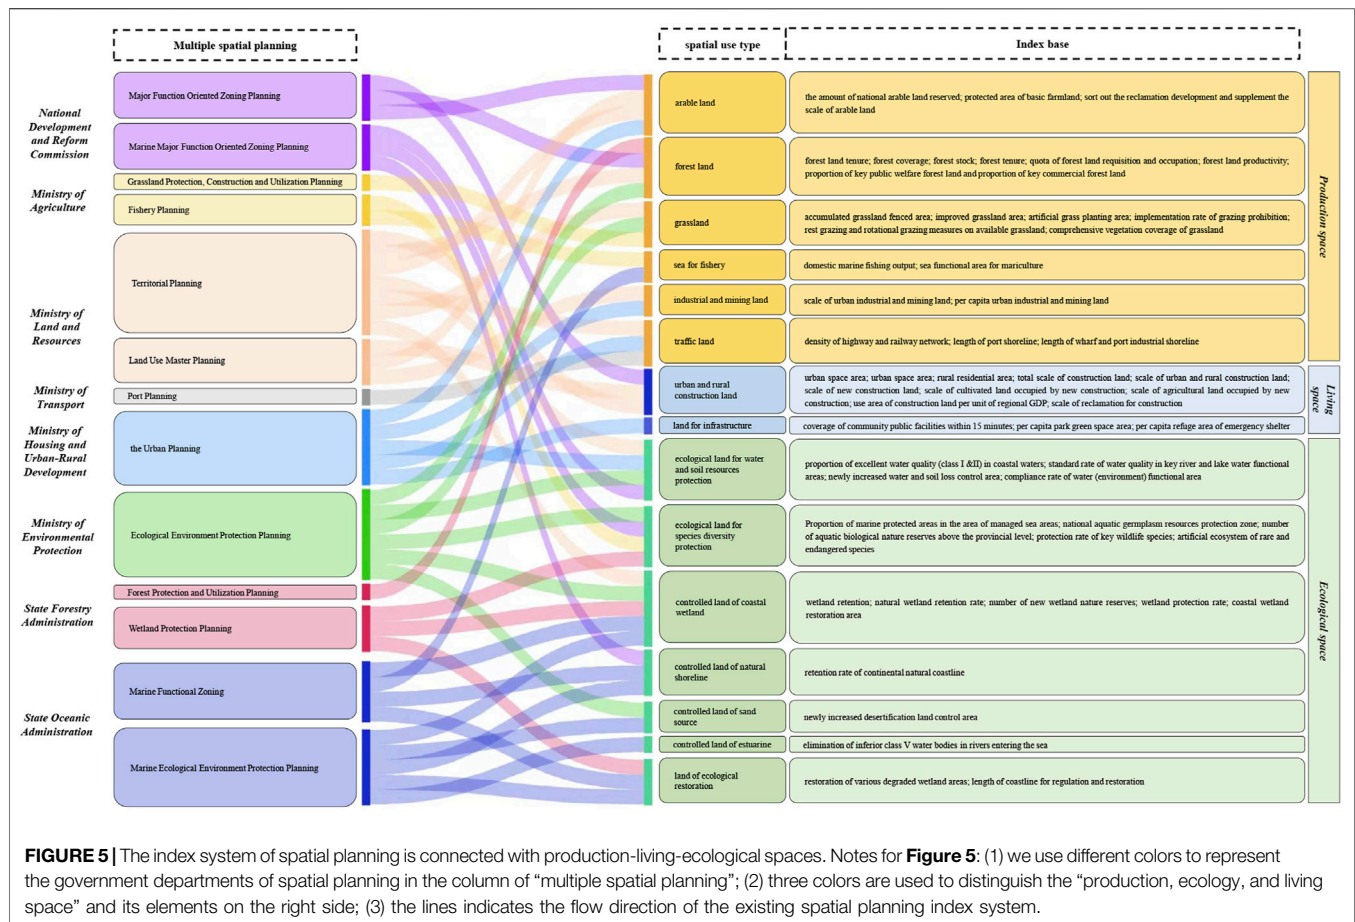 Multiple spatial planning
spatial use type
Index base
National
Development
and Reform
Commission
Major Function Oriented Zoning Planning
Marine Major Function Oriented Zoning Planning
Ministry of
Agriculture
Grassland Protection, Construction and Utilization Planning
Fishery Planning
Ministry of
Land and
Resources
Territorial Planning
Land Use Master Planning
Ministry of
Transport
Port Planning
Ministry of
Housing and
Urban-Rural
Development
the Urban Planning
Ministry of
Environmental
Protection
Ecological Environment Protection Planning
State Forestry
Administration
Forest Protection and Utilization Planning
Wetland Protection Planning
State Oceanic
Administration
Marine Functional Zoning
Marine Ecological Environment Protection Planning
arable land
the amount of national arable land reserved; protected area of basic farmland; sort out the reclamation development and supplement the
scale of arable land
forest land
forest land tenure; forest coverage; forest stock; forest tenure; quota of forest land requisition and occupation; forest land productivity;
proportion of key public welfare forest land and proportion of key commercial forest land
grassland
accumulated grassland fenced area; improved grassland area; artificial grass planting area; implementation rate of grazing prohibition;
rest grazing and rotational grazing measures on available grassland; comprehensive vegetation coverage of grassland
sea for fishery
domestic marine fishing output; sea functional area for mariculture
industrial and mining land
scale of urban industrial and mining land; per capita urban industrial and mining land
traffic land
density of highway and railway network; length of port shoreline; length of wharf and port industrial shoreline
Production space
urban and rural
construction land
urban space area; urban space area; rural residential area; total scale of construction land; scale of urban and rural construction land;
scale of new construction land; scale of cultivated land occupied by new construction; scale of agricultural land occupied by new
construction; use area of construction land per unit of regional GDP; scale of reclamation for construction
land for infrastructure
coverage of community public facilities within 15 minutes; per capita park green space area; per capita refuge area of emergency shelter
Living
space
ecological land for water
and soil resources
protection
proportion of excellent water quality (class I &II) in coastal waters; standard rate of water quality in key river and lake water functional
areas; newly increased water and soil loss control area; compliance rate of water (environment) functional area
ecological land for
species diversity
protection
Proportion of marine protected areas in the area of managed sea areas; national aquatic germplasm resources protection zone; number
of aquatic biological nature reserves above the provincial level; protection rate of key wildlife species; artificial ecosystem of rare and
endangered species
controlled land of coastal
wetland
wetland retention; natural wetland retention rate; number of new wetland nature reserves; wetland protection rate; coastal wetland
restoration area
controlled land of natural
shoreline
retention rate of continental natural coastline
controlled land of sand
source
newly increased desertification land control area
controlled land of estuarine
elimination of inferior class V water bodies in rivers entering the sea
land of ecological
restoration
restoration of various degraded wetland areas; length of coastline for regulation and restoration
Ecological space
FIGURE 5 | The index system of spatial planning is connected with production-living-ecological spaces. Notes for Figure 5: (1) we use different colors to represent
the government departments of spatial planning in the column of “multiple spatial planning”; (2) three colors are used to distinguish the “production, ecology, and living
space” and its elements on the right side; (3) the lines indicates the flow direction of the existing spatial planning index system.